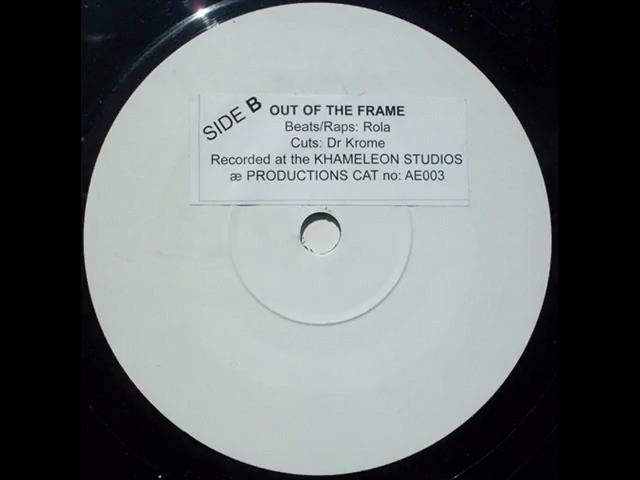 SIDE B
OUT OF THE FRAME
Beats/Raps: Rola
Cuts: Dr Krome
Recorded at the KHAMELEON STUDIOS
æ PRODUCTIONS CAT no: AE003